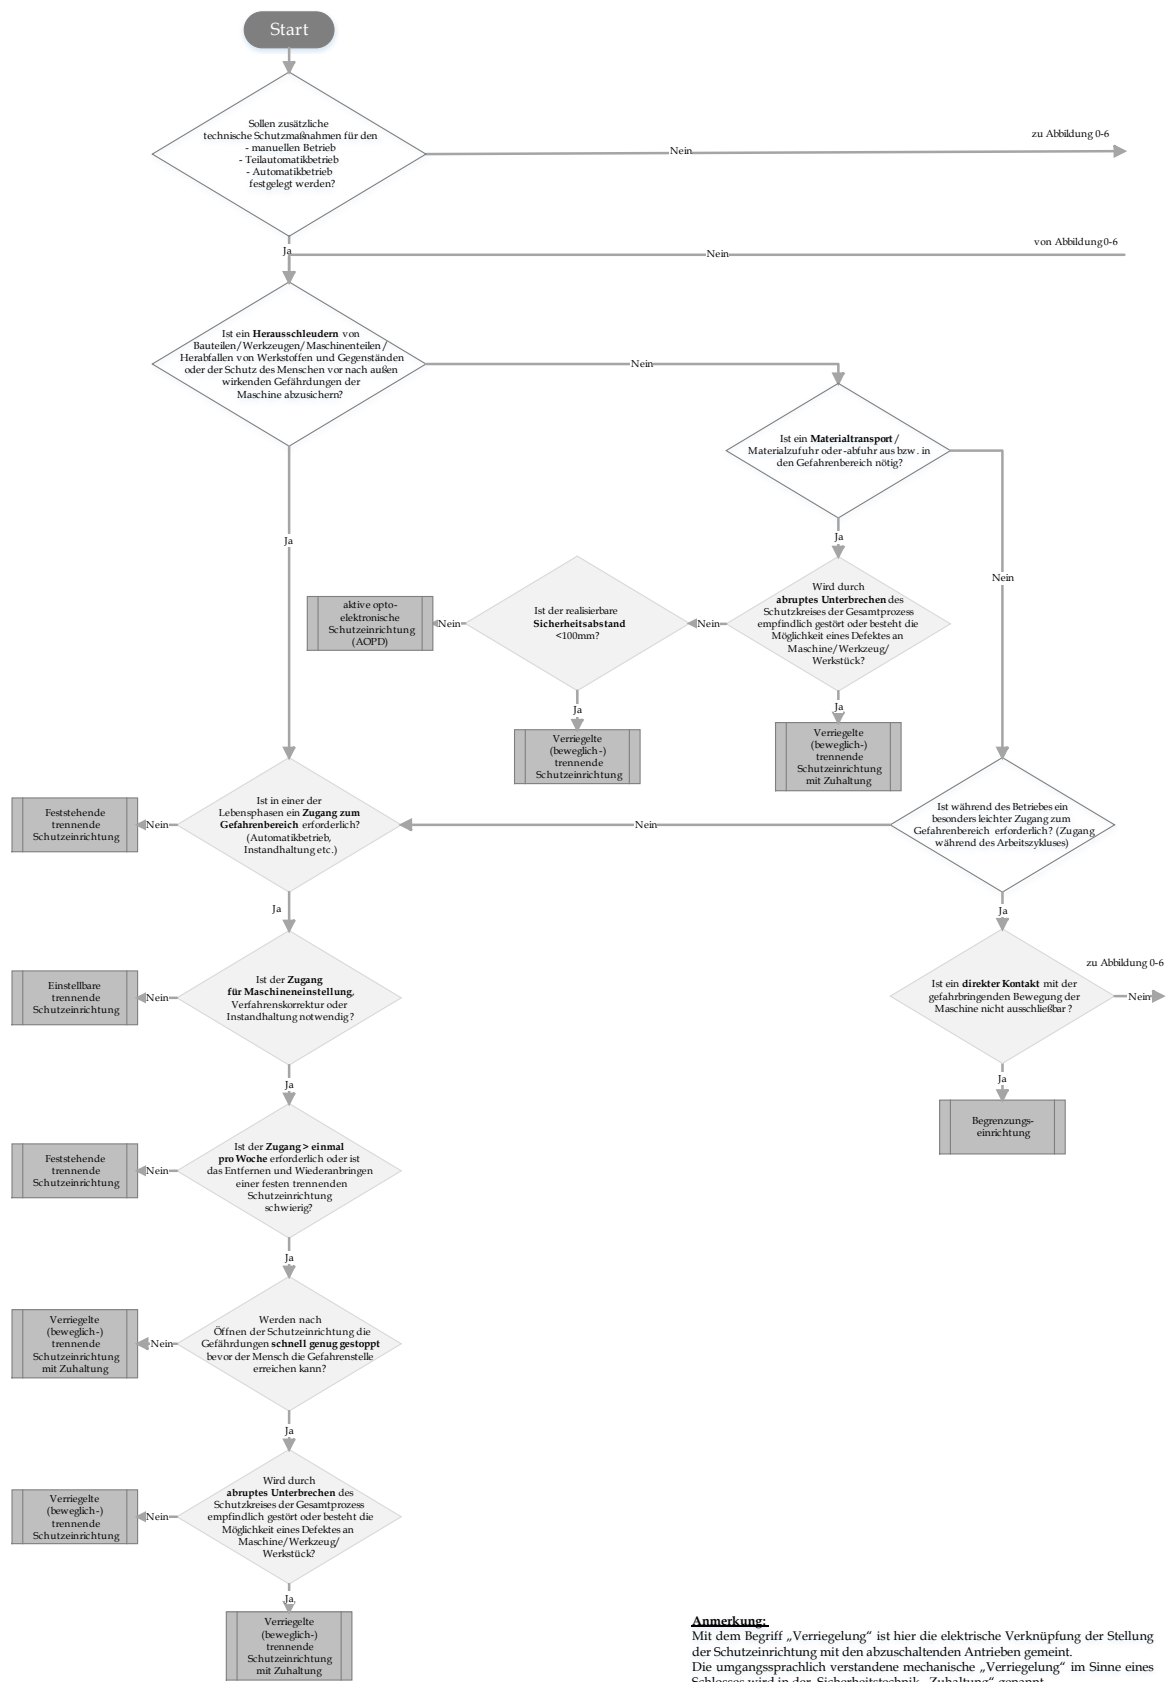 Start
Sollen zusätzliche
technische Schutzmaßnahmen für den
- manuellen Betrieb
- Teilautomatikbetrieb
- Automatikbetrieb
festgelegt werden?
Nein
zu Abbildung 0-6
Ja
Nein
von Abbildung 0-6
Ist ein Herausschleudern von
Bauteilen/Werkzeugen/Maschinenteilen/
Herabfallen von Werkstoffen und Gegenständen
oder der Schutz des Menschen vor nach außen
wirkenden Gefährdungen der
Maschine abzusichern?
Nein
Ist ein Materialtransport/
Materialzufuhr oder -abfuhr aus bzw. in
den Gefahrenbereich nötig?
Ja
Ja
Nein
Wird durch
abruptes Unterbrechen des
Schutzkreises der Gesamtprozess
empfindlich gestört oder besteht die
Möglichkeit eines Defektes an
Maschine/Werkzeug/
Werkstück?
Nein
Ist der realisierbare
Sicherheitsabstand
<100mm?
Nein
aktive opto-
elektronische
Schutzeinrichtung
(AOPD)
Ja
Verriegelte
(beweglich-)
trennende
Schutzeinrichtung
Ja
Verriegelte
(beweglich-)
trennende
Schutzeinrichtung
mit Zuhaltung
Ist während des Betriebes ein
besonders leichter Zugang zum
Gefahrenbereich erforderlich? (Zugang
während des Arbeitszykluses)
Nein
Ist in einer der
Lebensphasen ein Zugang zum
Gefahrenbereich erforderlich?
(Automatikbetrieb,
Instandhaltung etc.)
Nein
Feststehende
trennende
Schutzeinrichtung
Ja
Ja
Ist ein direkter Kontakt mit der
gefahrbringenden Bewegung der
Maschine nicht ausschließbar ?
zu Abbildung 0-6
Nein
Ja
Begrenzungs-
einrichtung
Ist der Zugang
für Maschineneinstellung,
Verfahrenskorrektur oder
Instandhaltung notwendig ?
Nein
Einstellbare
trennende
Schutzeinrichtung
Ja
Ist der Zugang > einmal
pro Woche erforderlich oder ist
das Entfernen und Wiederanbringen
einer festen trennenden
Schutzeinrichtung
schwierig?
Nein
Feststehende
trennende
Schutzeinrichtung
Ja
Werden nach
Öffnen der Schutzeinrichtung die
Gefährdungen schnell genug gestoppt
bevor der Mensch die Gefahrenstelle
erreichen kann?
Nein
Verriegelte
(beweglich-)
trennende
Schutzeinrichtung
mit Zuhaltung
Ja
Wird durch
abruptes Unterbrechen des
Schutzkreises der Gesamtprozess
empfindlich gestört oder besteht die
Möglichkeit eines Defektes an
Maschine/Werkzeug/
Werkstück?
Nein
Verriegelte
(beweglich-)
trennende
Schutzeinrichtung
Ja
Verriegelte
(beweglich-)
trennende
Schutzeinrichtung
mit Zuhaltung
Anmerkung:
Mit dem Begriff „Verriegelung“ ist hier die elektrische Verknüpfung der Stellung
der Schutzeinrichtung mit den abzuschaltenden Antrieben gemeint.
Die umgangssprachlich verstandene mechanische „Verriegelung“ im Sinne eines
Schlosses wird in der Sicherheitstechnik „Zuhaltung“ genannt.